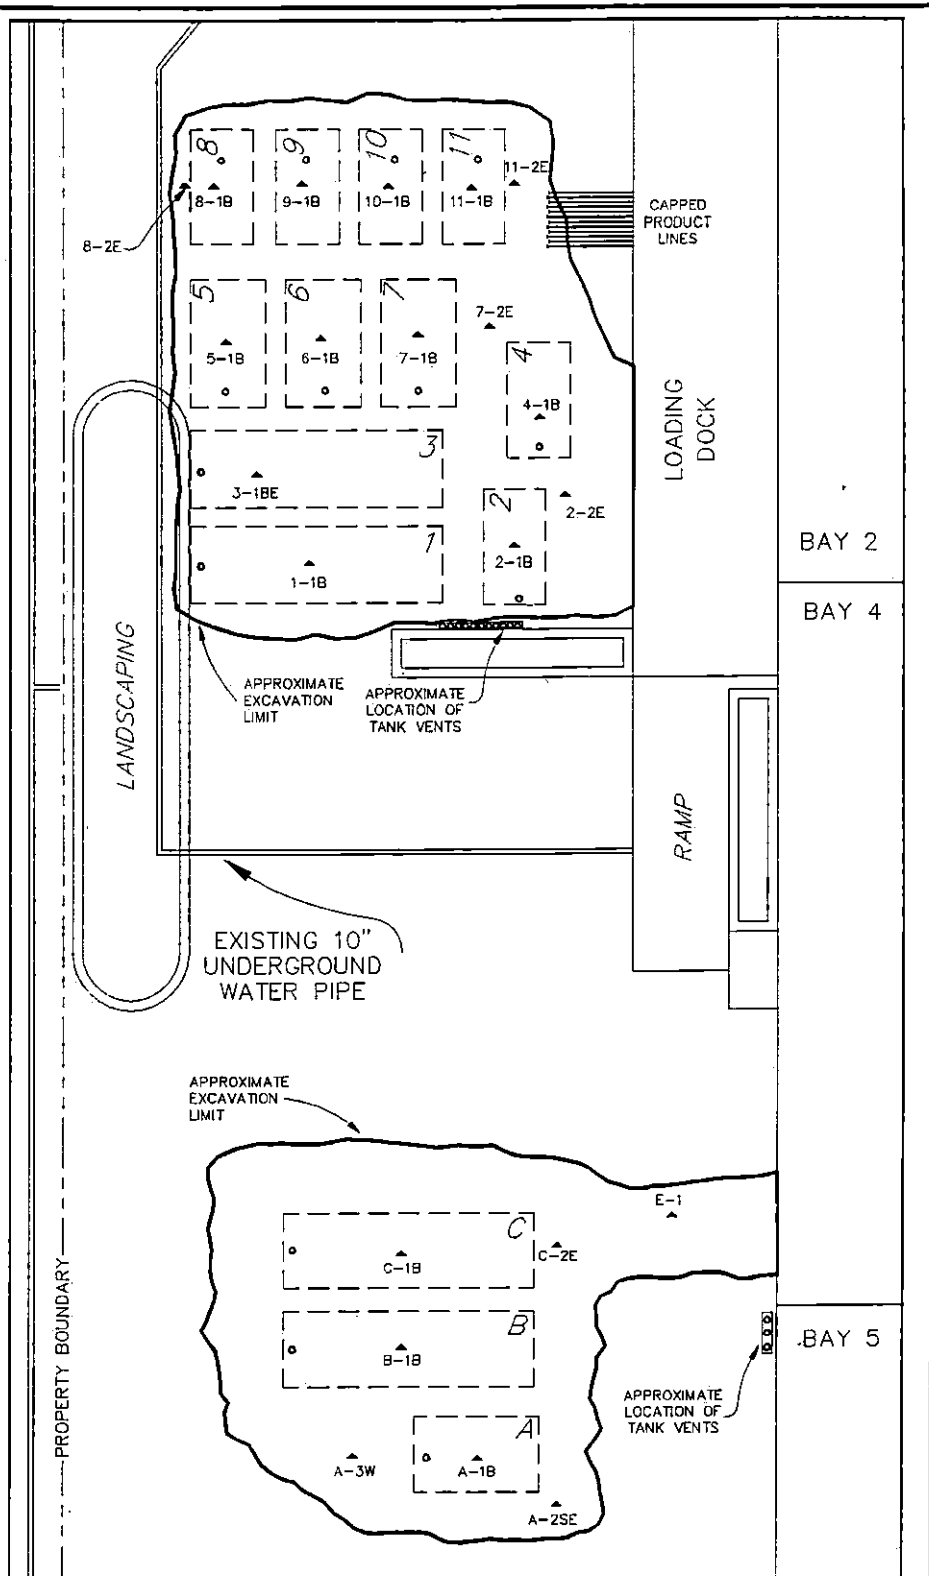 8
9
10
11
11-2E
8-1B
9-1B
10-1B
11-1B
8-2E
CAPPED
PRODUCT
LINES
5
6
7
7-2E
4
5-1B
6-1B
7-1B
4-1B
LOADING
DOCK
3
3-1BE
2
2-2E
1
1-1B
2-1B
BAY 2
BAY 4
LANDSCAPING
APPROXIMATE
EXCAVATION
LIMIT
APPROXIMATE
LOCATION OF
TANK VENTS
RAMP
EXISTING 10"
UNDERGROUND
WATER PIPE
APPROXIMATE
EXCAVATION
LIMIT
E-1
C
C-1B
C-2E
B
B-1B
PROPERTY BOUNDARY
BAY 5
APPROXIMATE
LOCATION OF
TANK VENTS
A
A-3W
A-1B
A-2SE